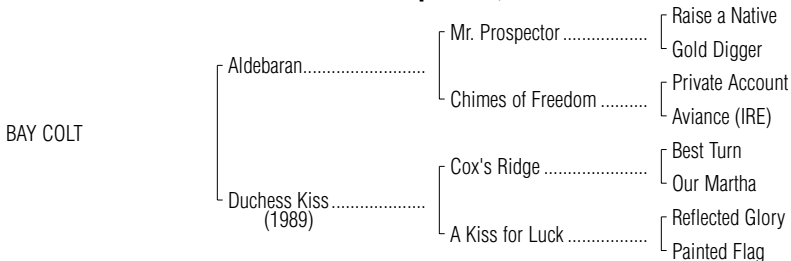 Raise a Native
Mr. Prospector ..................
Gold Digger
Aldebaran..........................
Private Account
Chimes of Freedom ..........
Aviance (IRE)
BAY COLT
Best Turn
Cox's Ridge ......................
Our Martha
Duchess Kiss....................
(1989)
Reflected Glory
A Kiss for Luck .................
Painted Flag